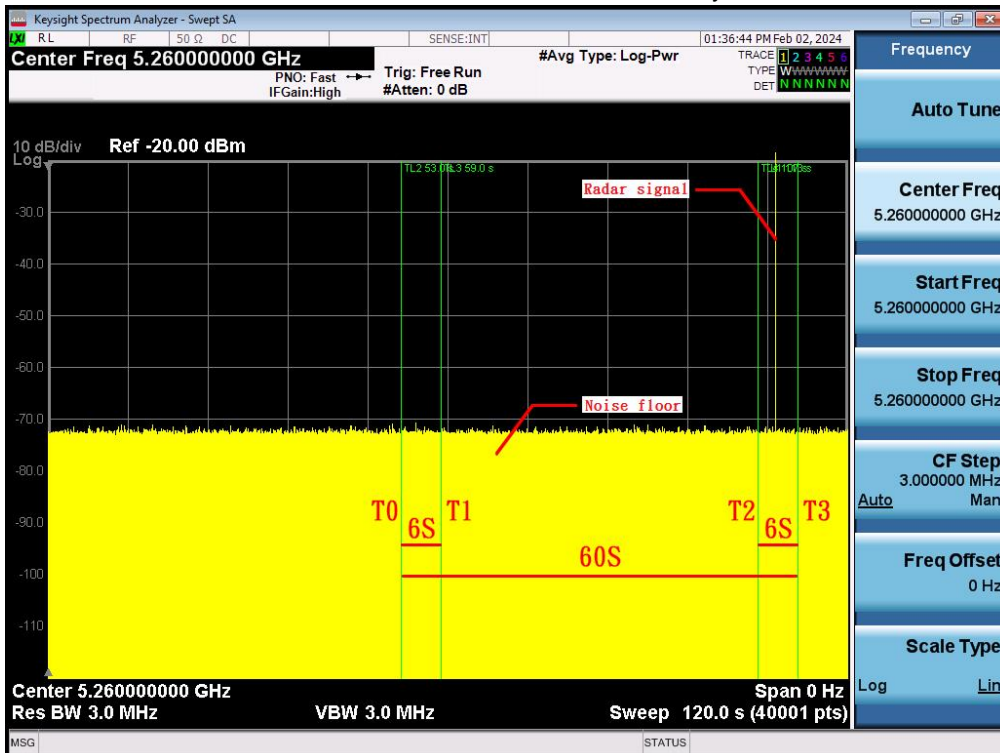 Keysight Spectrum Analyzer - Swept SA
LXI RL RF 50 Ω DC SENSE:INT 01:36:44 PM Feb 02, 2024
Center Freq 5.260000000 GHz
PNO: Fast
IFGain:High
Trig: Free Run
#Atten: 0 dB
#Avg Type: Log-Pwr
TRACE 1 2 3 4 5 6
TYPE WWWWWW
DET N N N N N N
10 dB/div Ref -20.00 dBm
Log
TL3 59.0 s
Radar signal
-30.0
-40.0
-50.0
-60.0
Noise floor
-70.0
-80.0
-90.0
T0 6S T1 T2 6S T3
60S
-100
-110
Center 5.260000000 GHz Span 0 Hz
Res BW 3.0 MHz VBW 3.0 MHz Sweep 120.0 s (40001 pts)
MSG STATUS
Frequency
Auto Tune
Center Freq
5.260000000 GHz
Start Freq
5.260000000 GHz
Stop Freq
5.260000000 GHz
CF Step
3.000000 MHz
Auto Man
Freq Offset
0 Hz
Scale Type
Log Lin